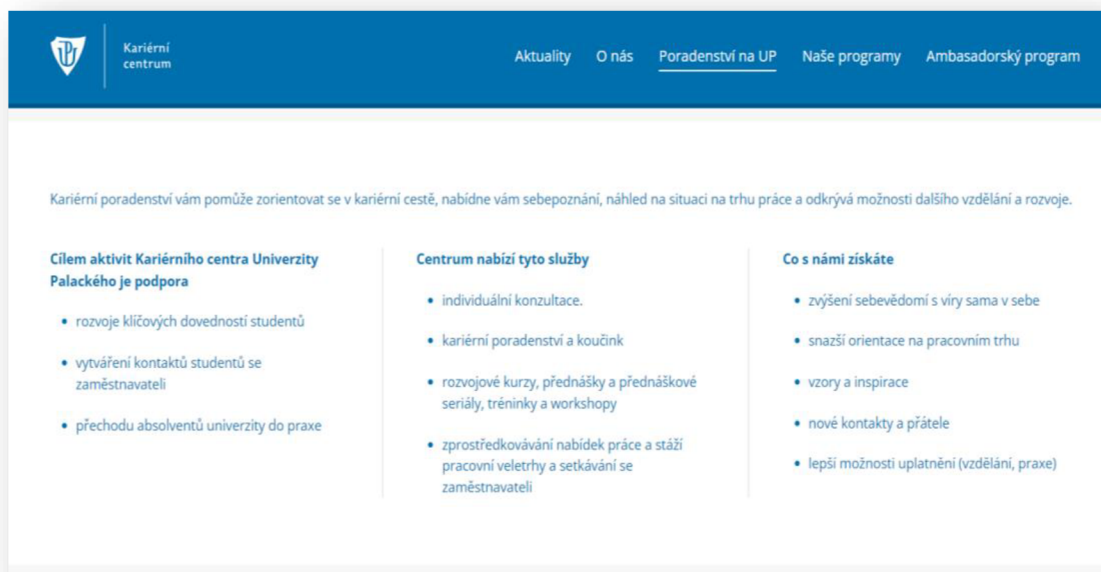 Kariérní
centrum
Aktuality O nás Poradenství na UP Naše programy Ambasadorský program
Kariérní poradenství vám pomůže zorientovat se v kariérní cestě, nabídne vám sebepoznání, náhled na situaci na trhu práce a odkrývá možnosti dalšího vzdělání a rozvoje.
Cílem aktivit Kariérního centra Univerzity
Palackého je podpora
• rozvoje klíčových dovedností studentů
• vytváření kontaktů studentů se
zaměstnavateli
• přechodu absolventů univerzity do praxe
Centrum nabízí tyto služby
• individuální konzultace.
• kariérní poradenství a koučink
• rozvojové kurzy, přednášky a přednáškové
seriály, tréninky a workshopy
• zprostředkovávání nabídek práce a stáží
pracovní veletrhy a setkávání se
zaměstnavateli
Co s námi získáte
• zvýšení sebevědomí s víry sama v sebe
• snazší orientace na pracovním trhu
• vzory a inspirace
• nové kontakty a přátele
• lepší možnosti uplatnění (vzdělání, praxe)